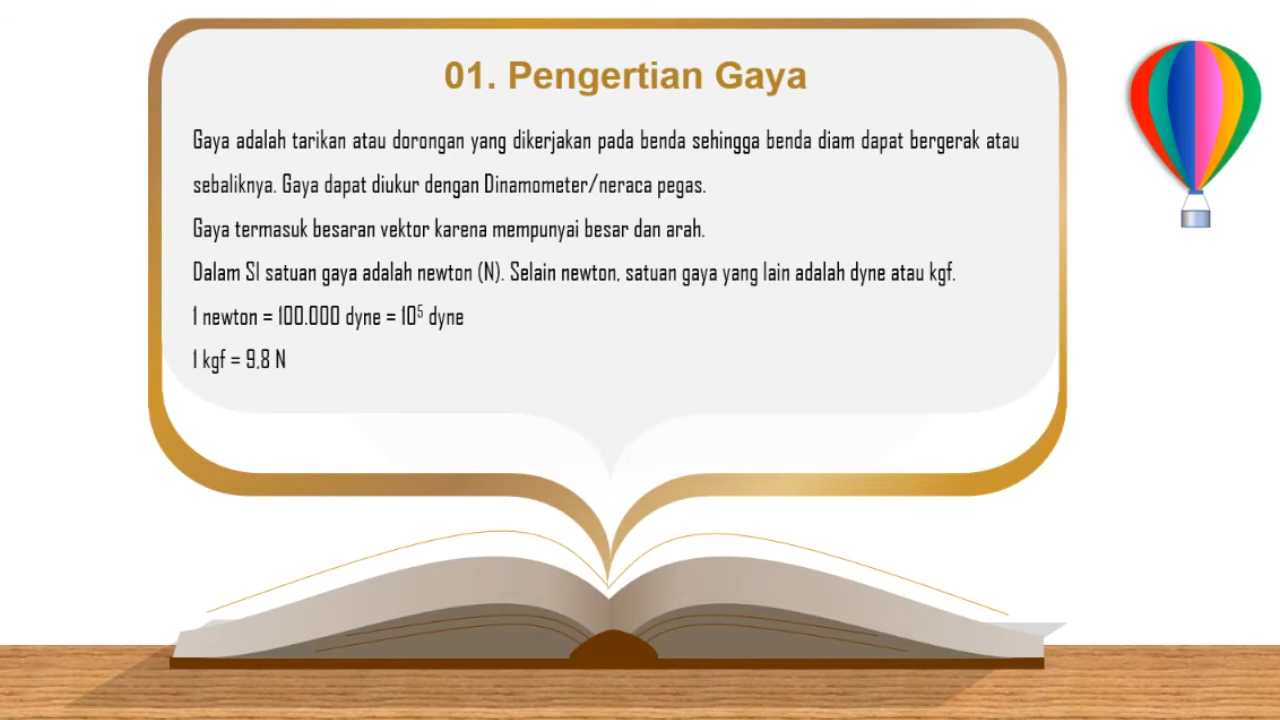 01. Pengertian Gaya
Gaya adalah tarikan atau dorongan yang dikerjakan pada benda sehingga benda diam dapat bergerak atau
sebaliknya. Gaya dapat diukur dengan Dinamometer/neraca pegas.
Gaya termasuk besaran vektor karena mempunyai besar dan arah.
Dalam SI satuan gaya adalah newton (N). Selain newton, satuan gaya yang lain adalah dyne atau kgf.
1 newton = 100.000 dyne = 10⁵ dyne
1 kgf = 9,8 N